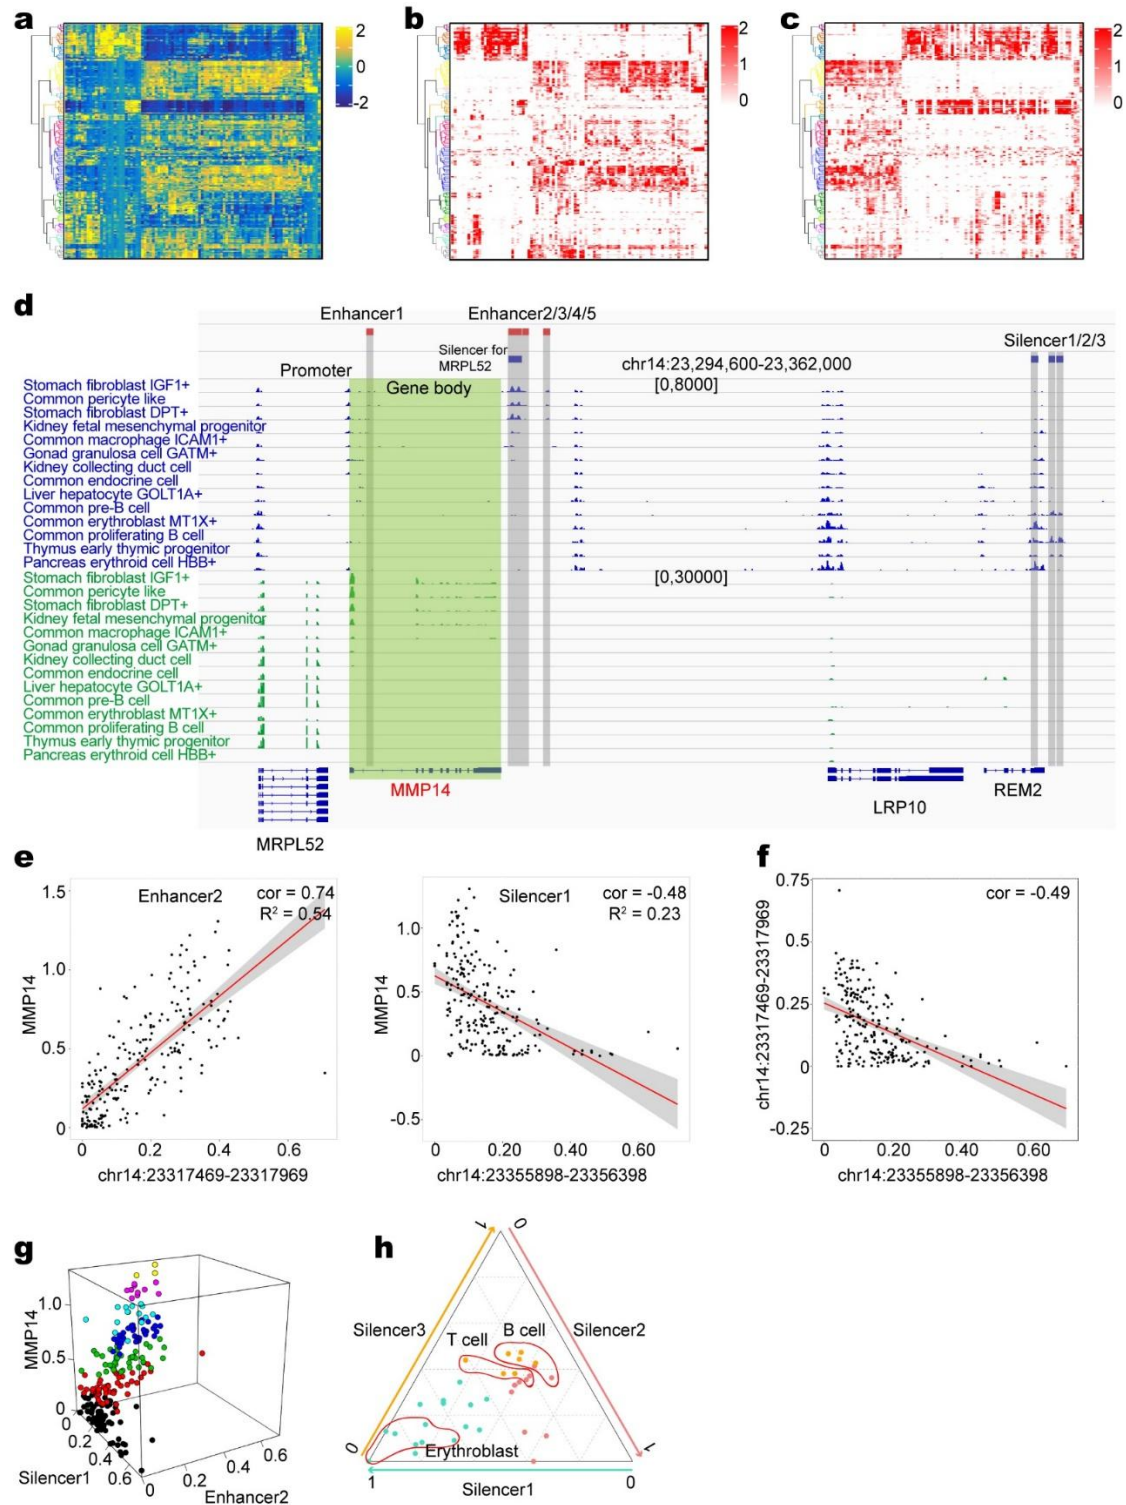 a
2
0
-2
b
2
1
0
c
2
1
0
d
Enhancer1
Enhancer2/3/4/5
Silencer for
MRPL52
Silencer1/2/3
chr14:23,294,600-23,362,000
Promoter
Gene body
[0,8000]
Stomach fibroblast IGF1+
Common pericyte like
Stomach fibroblast DPT+
Kidney fetal mesenchymal progenitor
Common macrophage ICAM1+
Gonad granulosa cell GATM+
Kidney collecting duct cell
Common endocrine cell
Liver hepatocyte GOLT1A+
Common pre-B cell
Common erythroblast MT1X+
Common proliferating B cell
Thymus early thymic progenitor
Pancreas erythroid cell HBB+
[0,30000]
Stomach fibroblast IGF1+
Common pericyte like
Stomach fibroblast DPT+
Kidney fetal mesenchymal progenitor
Common macrophage ICAM1+
Gonad granulosa cell GATM+
Kidney collecting duct cell
Common endocrine cell
Liver hepatocyte GOLT1A+
Common pre-B cell
Common erythroblast MT1X+
Common proliferating B cell
Thymus early thymic progenitor
Pancreas erythroid cell HBB+
MMP14
LRP10
REM2
MRPL52
e
Enhancer2
cor = 0.74
R² = 0.54
MMP14
1.5
1.0
0.5
0
0
0.20
0.40
0.6
chr14:23317469-23317969
Silencer1
cor = -0.48
R² = 0.23
MMP14
1.0
0.5
0
-0.5
0
0.20
0.40
0.60
chr14:23355898-23356398
f
cor = -0.49
chr14:23317469-23317969
0.75
0.5
0.25
0
-0.25
0
0.20
0.40
0.60
chr14:23355898-23356398
g
MMP14
1.0
0.5
0
0
0.2
0.4
0.6
Silencer1
0
0.2
0.4
0.6
Enhancer2
h
1
0
Silencer3
T cell
B cell
Silencer2
Erythroblast
0
1
1
0
Silencer1